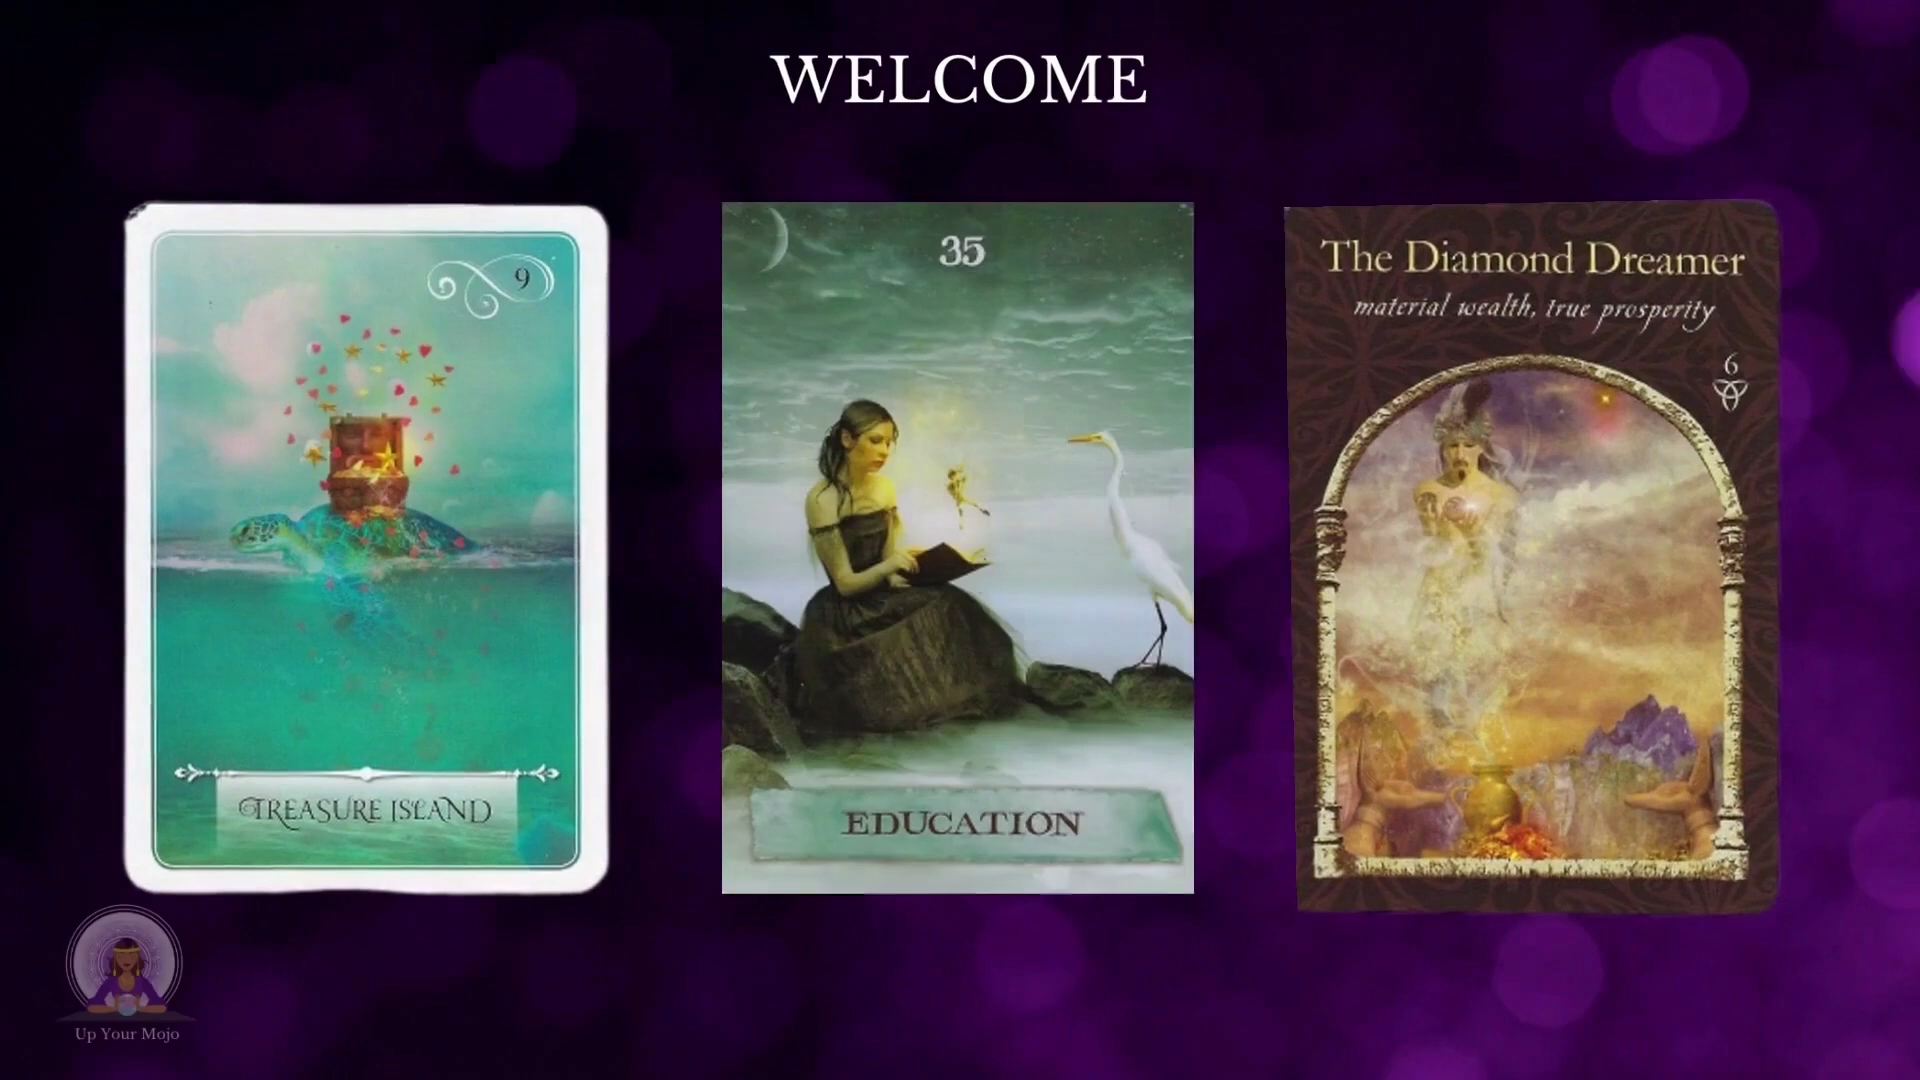 WELCOME
9
TREASURE ISLAND
35
EDUCATION
The Diamond Dreamer
material wealth, true prosperity
6
Up Your Mojo